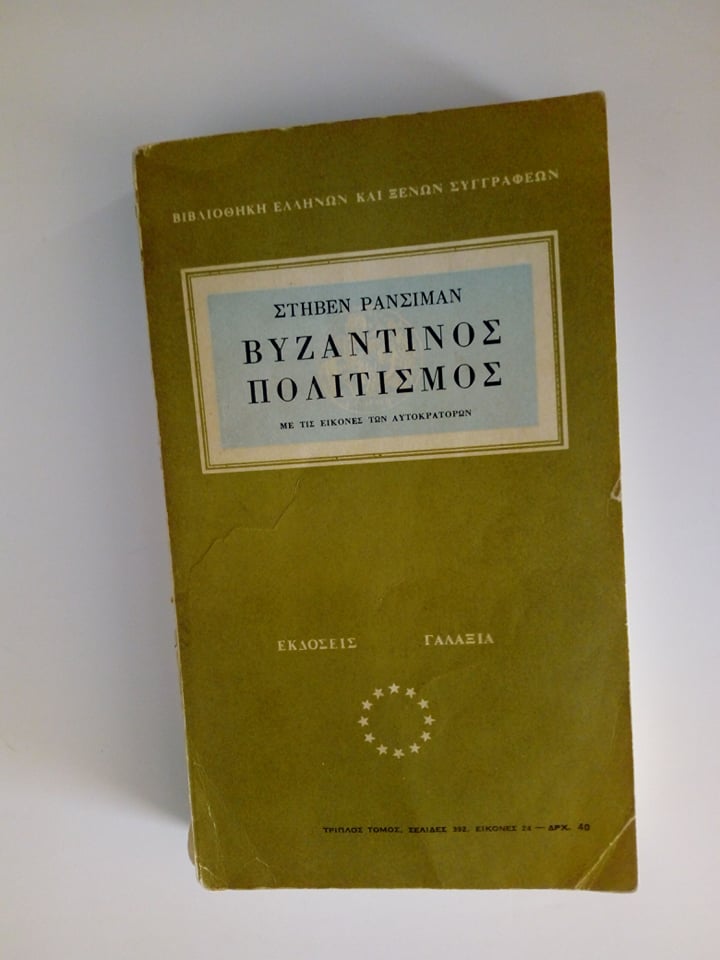 ΒΙΒΛΙΟΘΗΚΗ ΕΛΛΗΝΩΝ ΚΑΙ ΞΕΝΩΝ ΣΥΓΓΡΑΦΕΩΝ
ΣΤΗΒΕΝ ΡΑΝΣΙΜΑΝ
ΒΥΖΑΝΤΙΝΟΣ
ΠΟΛΙΤΙΣΜΟΣ
ΜΕ ΤΙΣ ΕΙΚΟΝΕΣ ΤΩΝ ΑΥΤΟΚΡΑΤΟΡΩΝ
ΕΚΔΟΣΕΙΣ ΓΑΛΑΞΙΑ
ΤΡΙΠΛΟΣ ΤΟΜΟΣ, ΣΕΛΙΔΕΣ 392, ΕΙΚΟΝΕΣ 24 — ΔΡΧ. 40